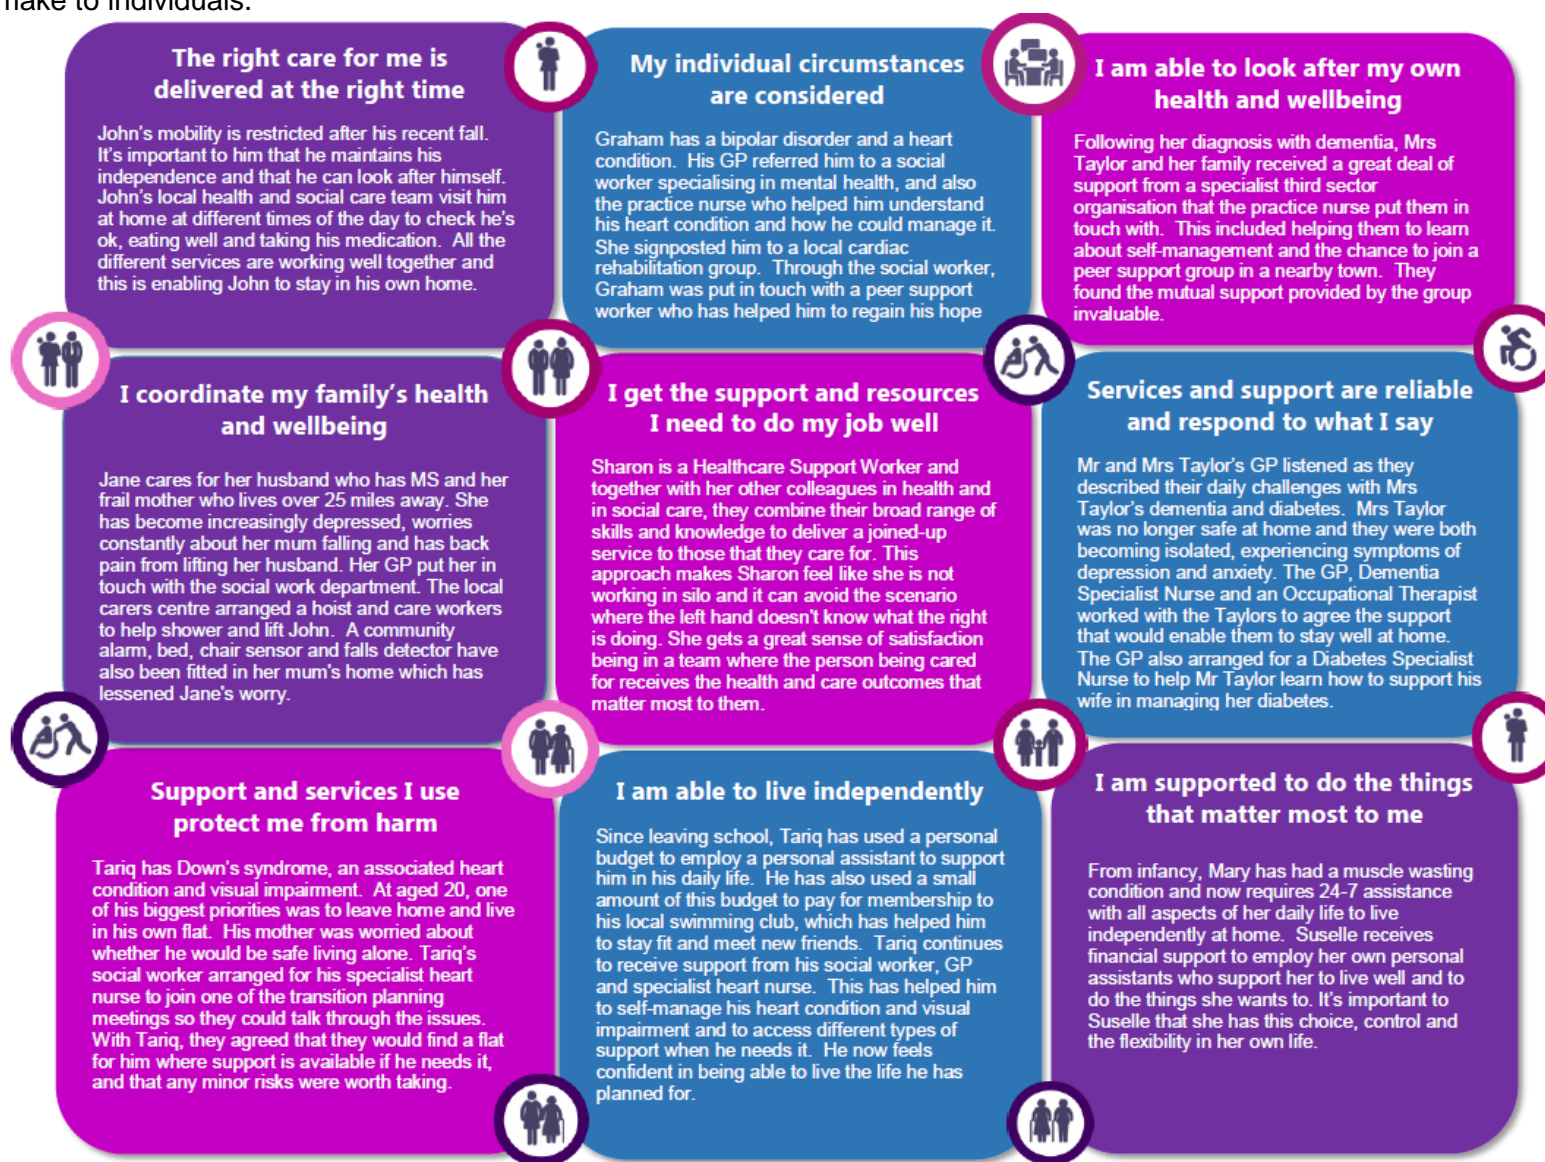 make to individuals.
The right care for me is
delivered at the right time
John's mobility is restricted after his recent fall.
It's important to him that he maintains his
independence and that he can look after himself.
John's local health and social care team visit him
at home at different times of the day to check he's
ok, eating well and taking his medication.  All the
different services are working well together and
this is enabling John to stay in his own home.
My individual circumstances
are considered
Graham has a bipolar disorder and a heart
condition.  His GP referred him to a social
worker specialising in mental health, and also
the practice nurse who helped him understand
his heart condition and how he could manage it.
She signposted him to a local cardiac
rehabilitation group.  Through the social worker,
Graham was put in touch with a peer support
worker who has helped him to regain his hope
I am able to look after my own
health and wellbeing
Following her diagnosis with dementia, Mrs
Taylor and her family received a great deal of
support from a specialist third sector
organisation that the practice nurse put them in
touch with.  This included helping them to learn
about self-management and the chance to join a
peer support group in a nearby town.  They
found the mutual support provided by the group
invaluable.
I coordinate my family's health
and wellbeing
Jane cares for her husband who has MS and her
frail mother who lives over 25 miles away. She
has become increasingly depressed, worries
constantly about her mum falling and has back
pain from lifting her husband. Her GP put her in
touch with the social work department. The local
carers centre arranged a hoist and care workers
to help shower and lift John.  A community
alarm, bed, chair sensor and falls detector have
also been fitted in her mum's home which has
lessened Jane's worry.
I get the support and resources
I need to do my job well
Sharon is a Healthcare Support Worker and
together with her other colleagues in health and
in social care, they combine their broad range of
skills and knowledge to deliver a joined-up
service to those that they care for. This
approach makes Sharon feel like she is not
working in silo and it can avoid the scenario
where the left hand doesn't know what the right
is doing. She gets a great sense of satisfaction
being in a team where the person being cared
for receives the health and care outcomes that
matter most to them.
Services and support are reliable
and respond to what I say
Mr and Mrs Taylor's GP listened as they
described their daily challenges with Mrs
Taylor's dementia and diabetes.  Mrs Taylor
was no longer safe at home and they were both
becoming isolated, experiencing symptoms of
depression and anxiety. The GP, Dementia
Specialist Nurse and an Occupational Therapist
worked with the Taylors to agree the support
that would enable them to stay well at home.
The GP also arranged for a Diabetes Specialist
Nurse to help Mr Taylor learn how to support his
wife in managing her diabetes.
Support and services I use
protect me from harm
Tariq has Down's syndrome, an associated heart
condition and visual impairment.  At aged 20, one
of his biggest priorities was to leave home and live
in his own flat.  His mother was worried about
whether he would be safe living alone. Tariq's
social worker arranged for his specialist heart
nurse to join one of the transition planning
meetings so they could talk through the issues.
With Tariq, they agreed that they would find a flat
for him where support is available if he needs it,
and that any minor risks were worth taking.
I am able to live independently
Since leaving school, Tariq has used a personal
budget to employ a personal assistant to support
him in his daily life.  He has also used a small
amount of this budget to pay for membership to
his local swimming club, which has helped him
to stay fit and meet new friends.  Tariq continues
to receive support from his social worker, GP
and specialist heart nurse.  This has helped him
to self-manage his heart condition and visual
impairment and to access different types of
support when he needs it.  He now feels
confident in being able to live the life he has
planned for.
I am supported to do the things
that matter most to me
From infancy, Mary has had a muscle wasting
condition and now requires 24-7 assistance
with all aspects of her daily life to live
independently at home.  Suselle receives
financial support to employ her own personal
assistants who support her to live well and to
do the things she wants to. It's important to
Suselle that she has this choice, control and
the flexibility in her own life.